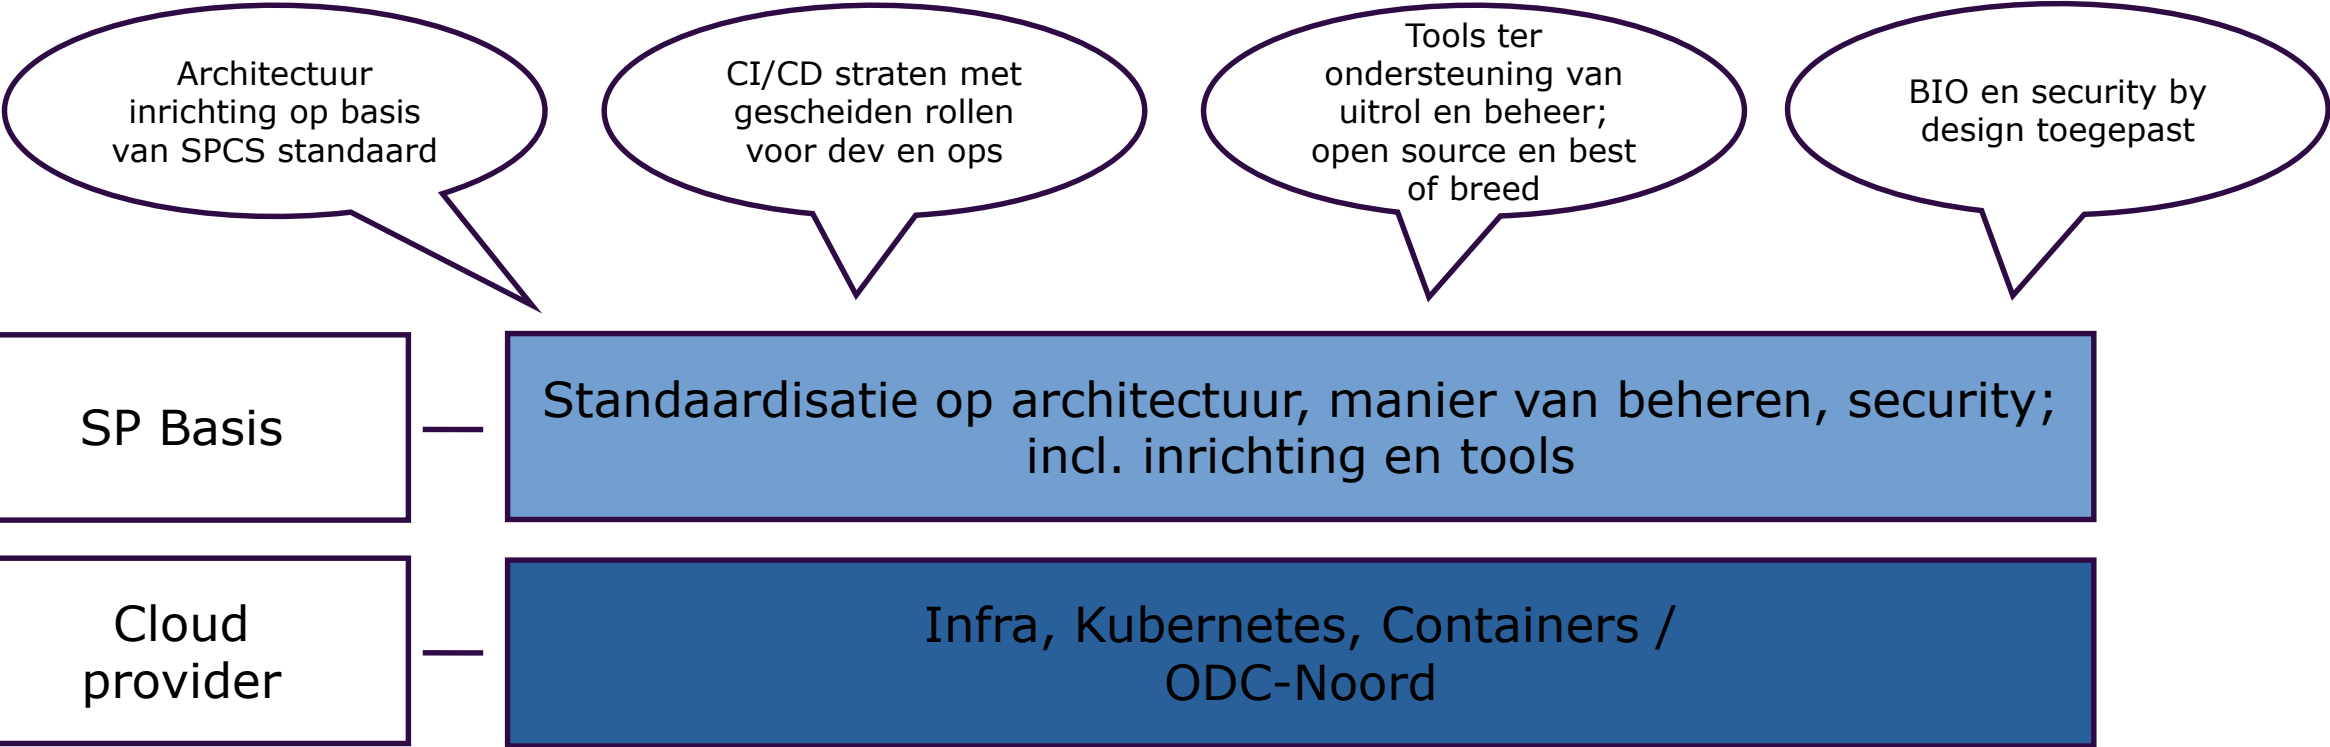 Architectuur
inrichting op basis
van SPCS standaard
CI/CD straten met
gescheiden rollen
voor dev en ops
Tools ter
ondersteuning van
uitrol en beheer;
open source en best
of breed
BIO en security by
design toegepast
SP Basis
Standaardisatie op architectuur, manier van beheren, security;
incl. inrichting en tools
Cloud
provider
Infra, Kubernetes, Containers /
ODC-Noord